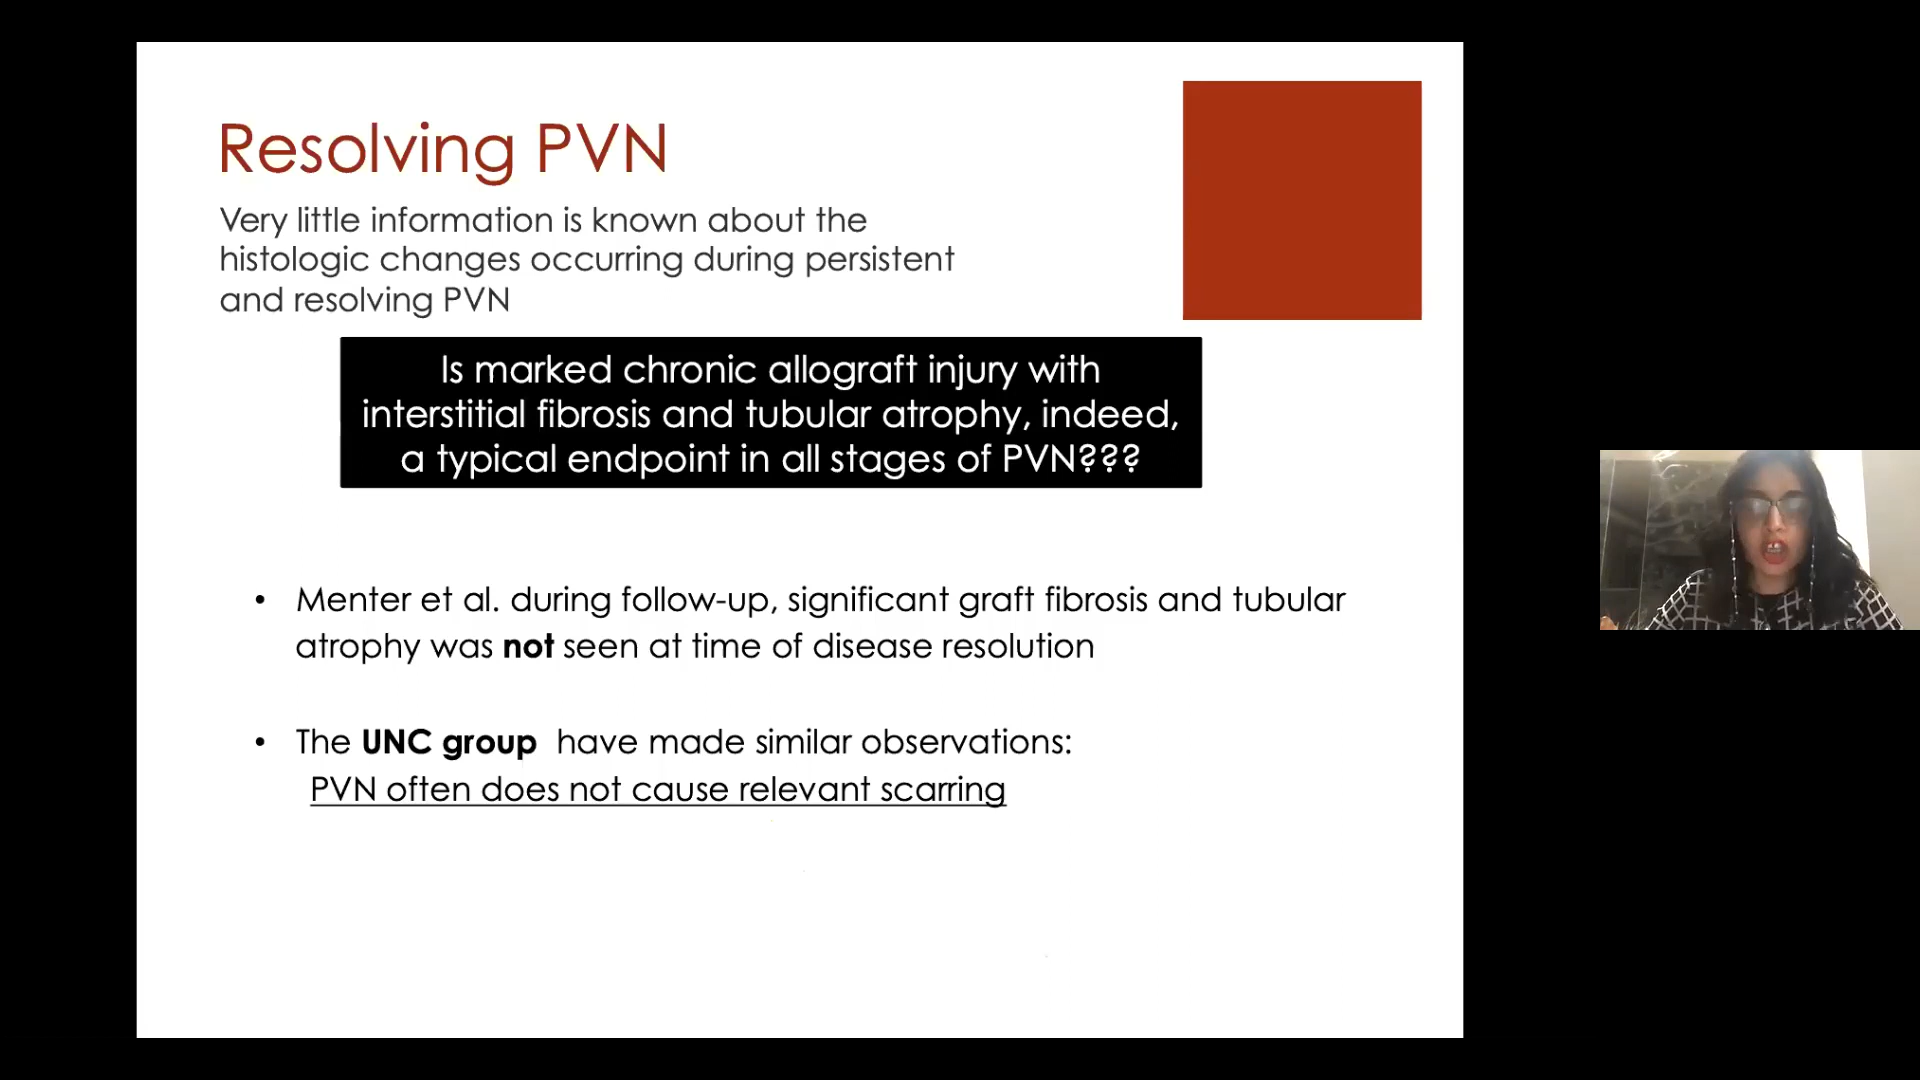 Resolving PVN
Very little information is known about the
histologic changes occurring during persistent
and resolving PVN
Is marked chronic allograft injury with
interstitial fibrosis and tubular atrophy, indeed,
a typical endpoint in all stages of PVN???
• Menter et al. during follow-up, significant graft fibrosis and tubular
atrophy was not seen at time of disease resolution
• The UNC group have made similar observations:
PVN often does not cause relevant scarring